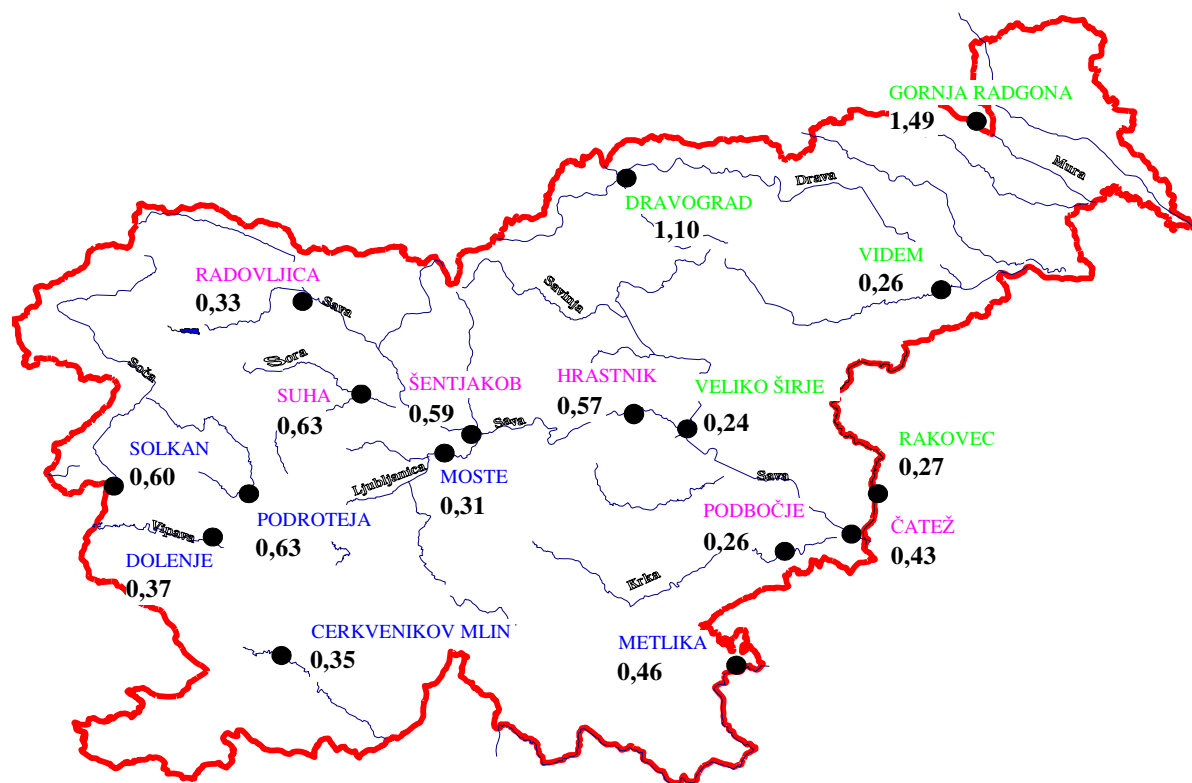 GORNJA RADGONA
1,49
Mura
Drava
DRAVOGRAD
1,10
VIDEM
0,26
RADOVLJICA
0,33
Sava
Savinja
Soča
Sora
SUHA
0,63
ŠENTJAKOB
0,59
Sava
HRASTNIK
0,57
VELIKO ŠIRJE
0,24
SOLKAN
0,60
Ljubljanica
MOSTE
0,31
Sava
RAKOVEC
0,27
PODROTEJA
0,63
Vipava
DOLENJE
0,37
PODBOČJE
0,26
ČATEŽ
0,43
Krka
CERKVENIKOV MLIN
0,35
METLIKA
0,46